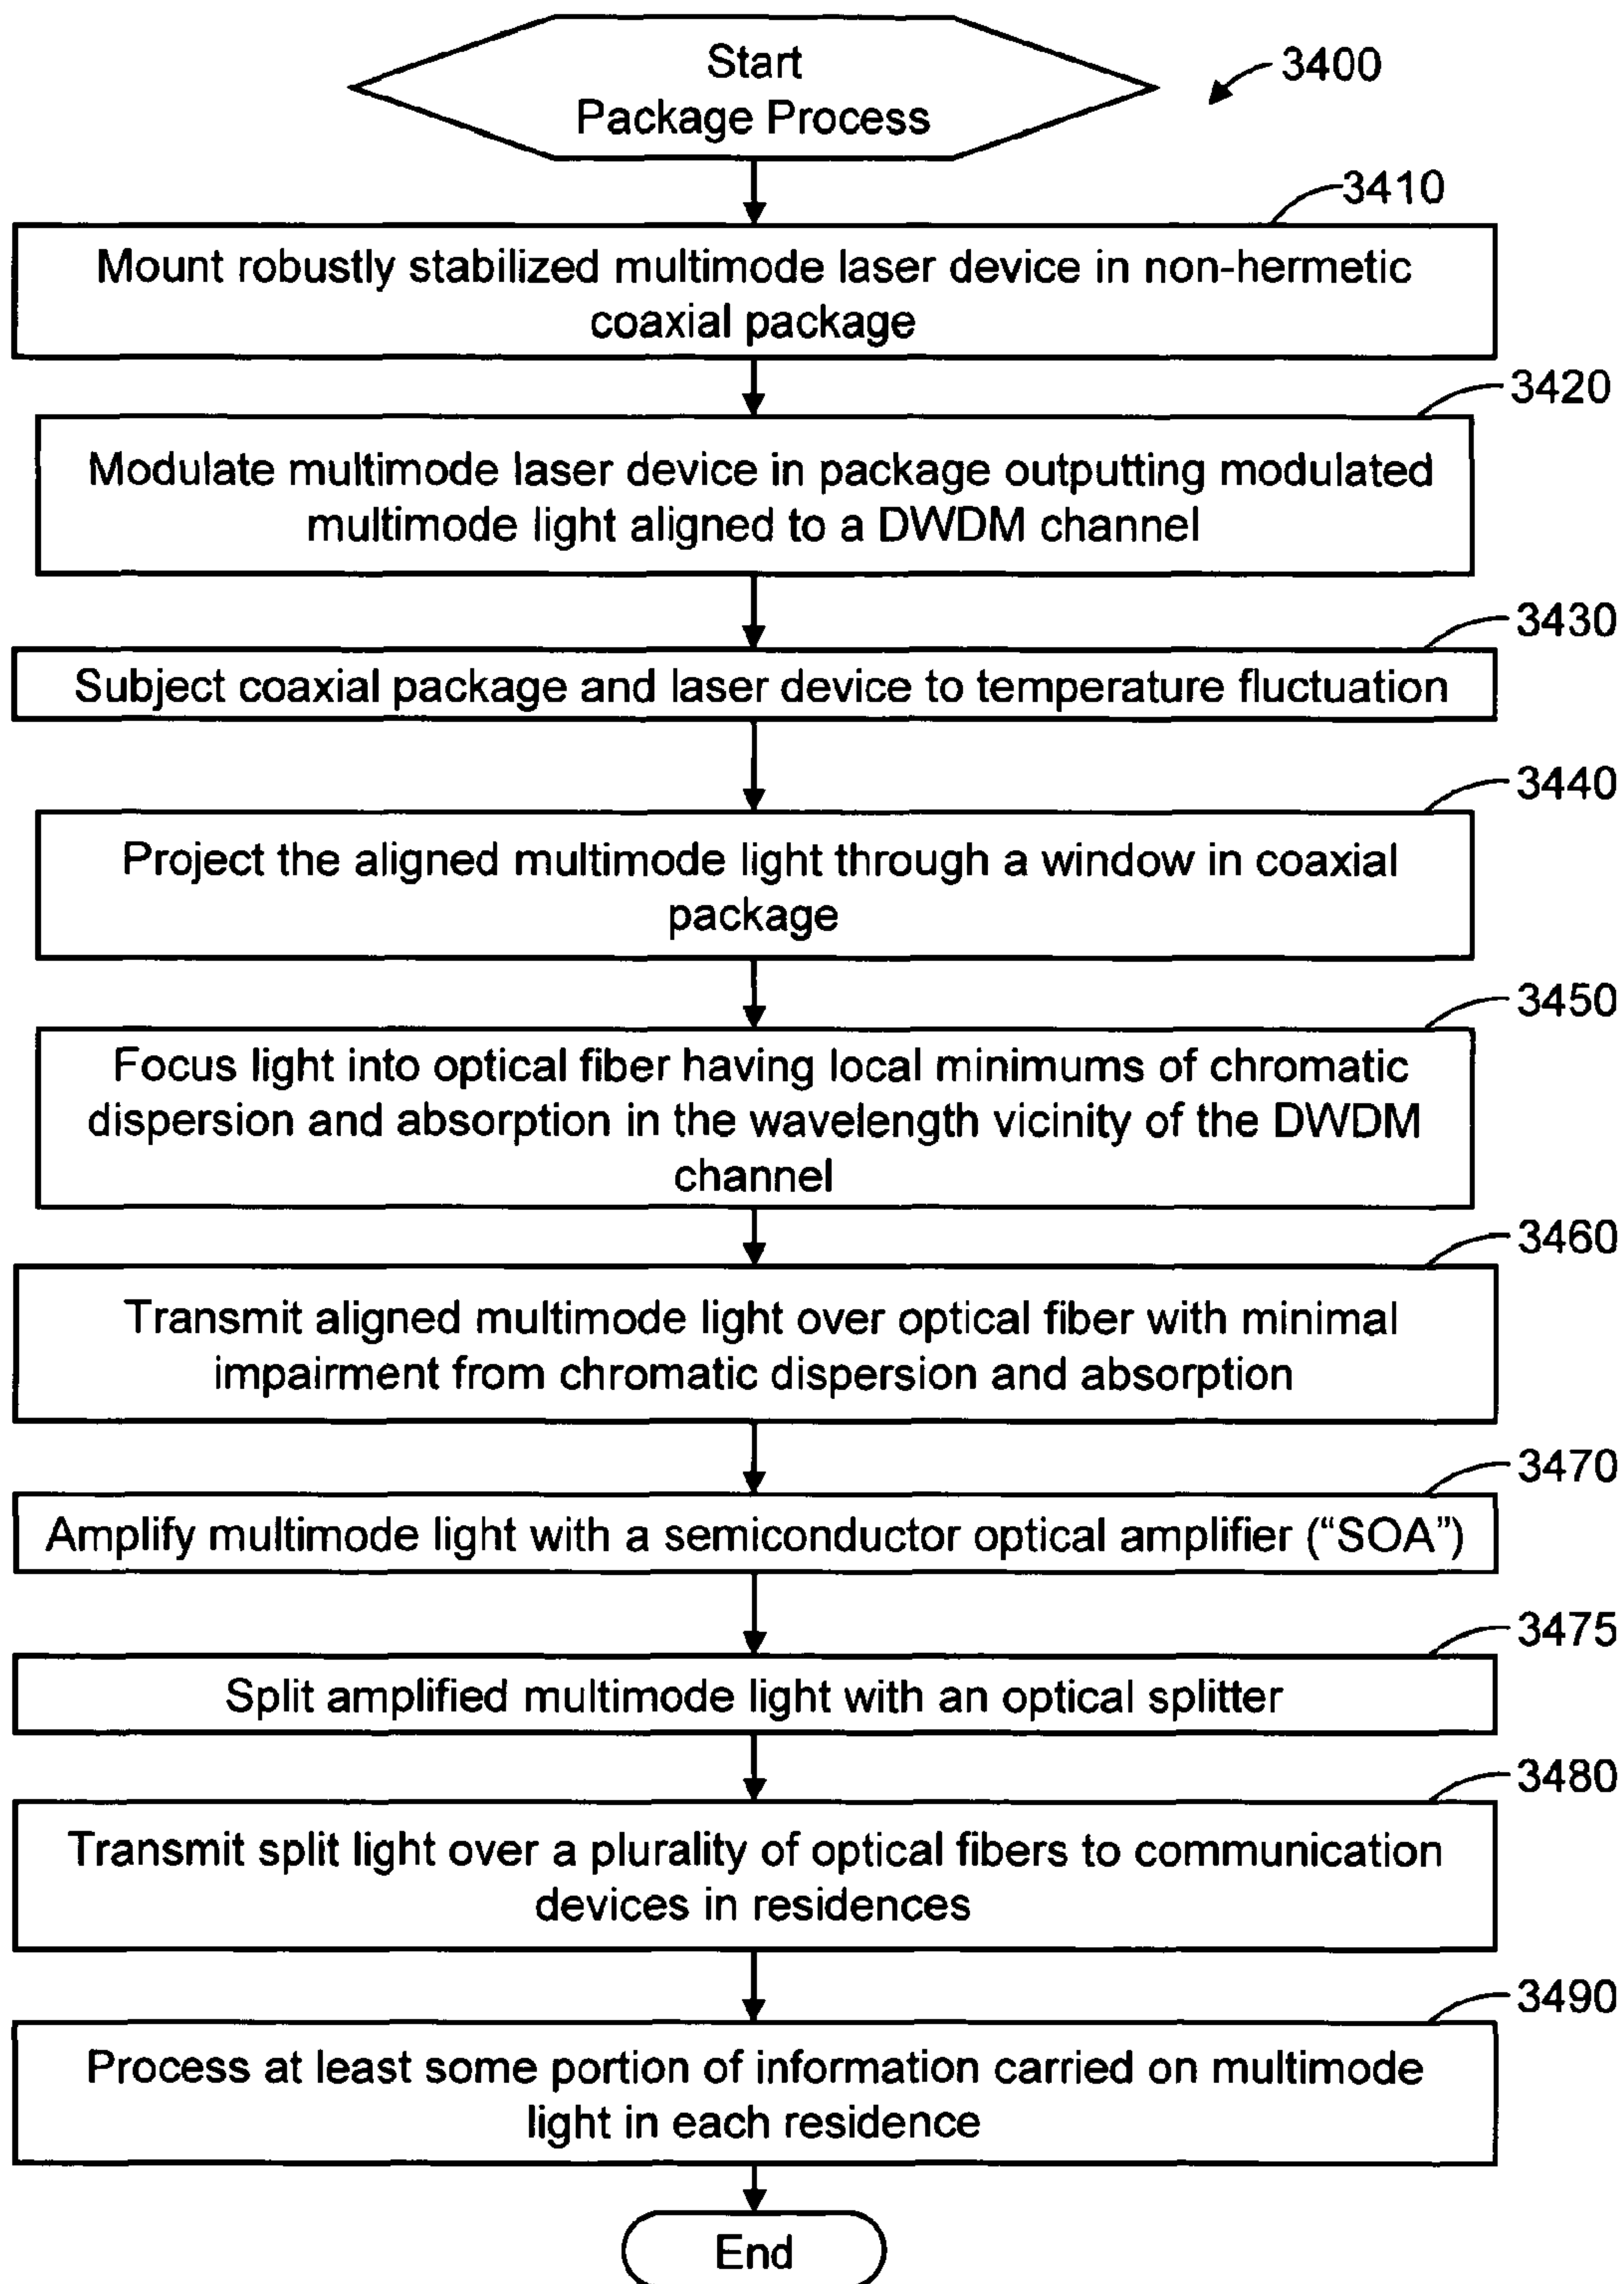 Start
Package Process
3400
3410
Mount robustly stabilized multimode laser device in non-hermetic
coaxial package
3420
Modulate multimode laser device in package outputting modulated
multimode light aligned to a DWDM channel
3430
Subject coaxial package and laser device to temperature fluctuation
3440
Project the aligned multimode light through a window in coaxial
package
3450
Focus light into optical fiber having local minimums of chromatic
dispersion and absorption in the wavelength vicinity of the DWDM
channel
3460
Transmit aligned multimode light over optical fiber with minimal
impairment from chromatic dispersion and absorption
3470
Amplify multimode light with a semiconductor optical amplifier (“SOA”)
3475
Split amplified multimode light with an optical splitter
3480
Transmit split light over a plurality of optical fibers to communication
devices in residences
3490
Process at least some portion of information carried on multimode
light in each residence
End